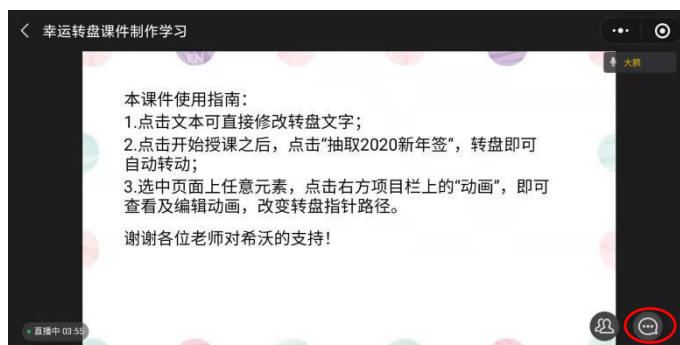 幸运转盘课件制作学习
EN
大鹏
本课件使用指南：
1.点击文本可直接修改转盘文字；
2.点击开始授课之后，点击“抽取2020新年签”，转盘即可
自动转动；
3.选中页面上任意元素，点击右方项目栏上的“动画”，即可
查看及编辑动画，改变转盘指针路径。
谢谢各位老师对希沃的支持！
直播中 03:55